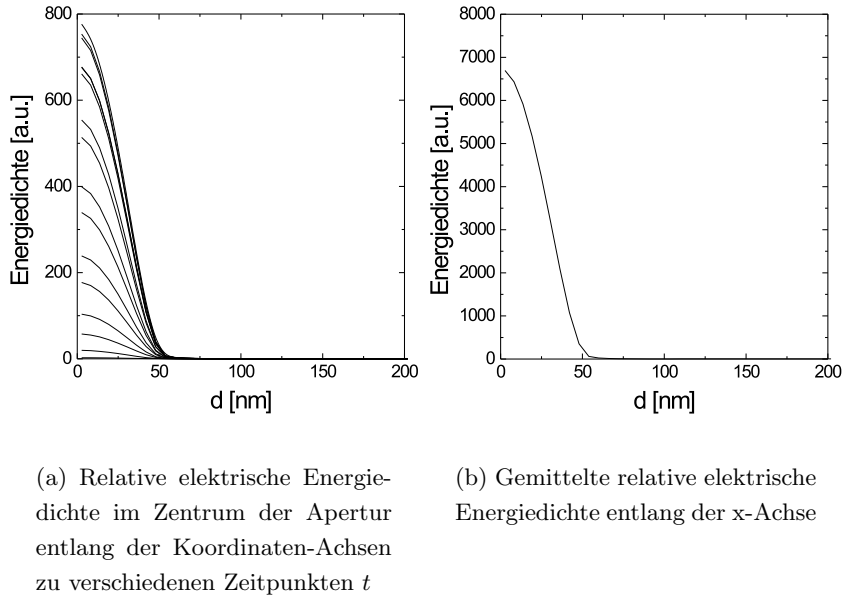 800
600
400
200
0
0
50
100
150
200
Energiedichte [a.u.]
d [nm]
8000
7000
6000
5000
4000
3000
2000
1000
0
0
50
100
150
200
Energiedichte [a.u.]
d [nm]
(a) Relative elektrische Energie-
dichte im Zentrum der Apertur
entlang der Koordinaten-Achsen
zu verschiedenen Zeitpunkten t
(b) Gemittelte relative elektrische
Energiedichte entlang der x-Achse